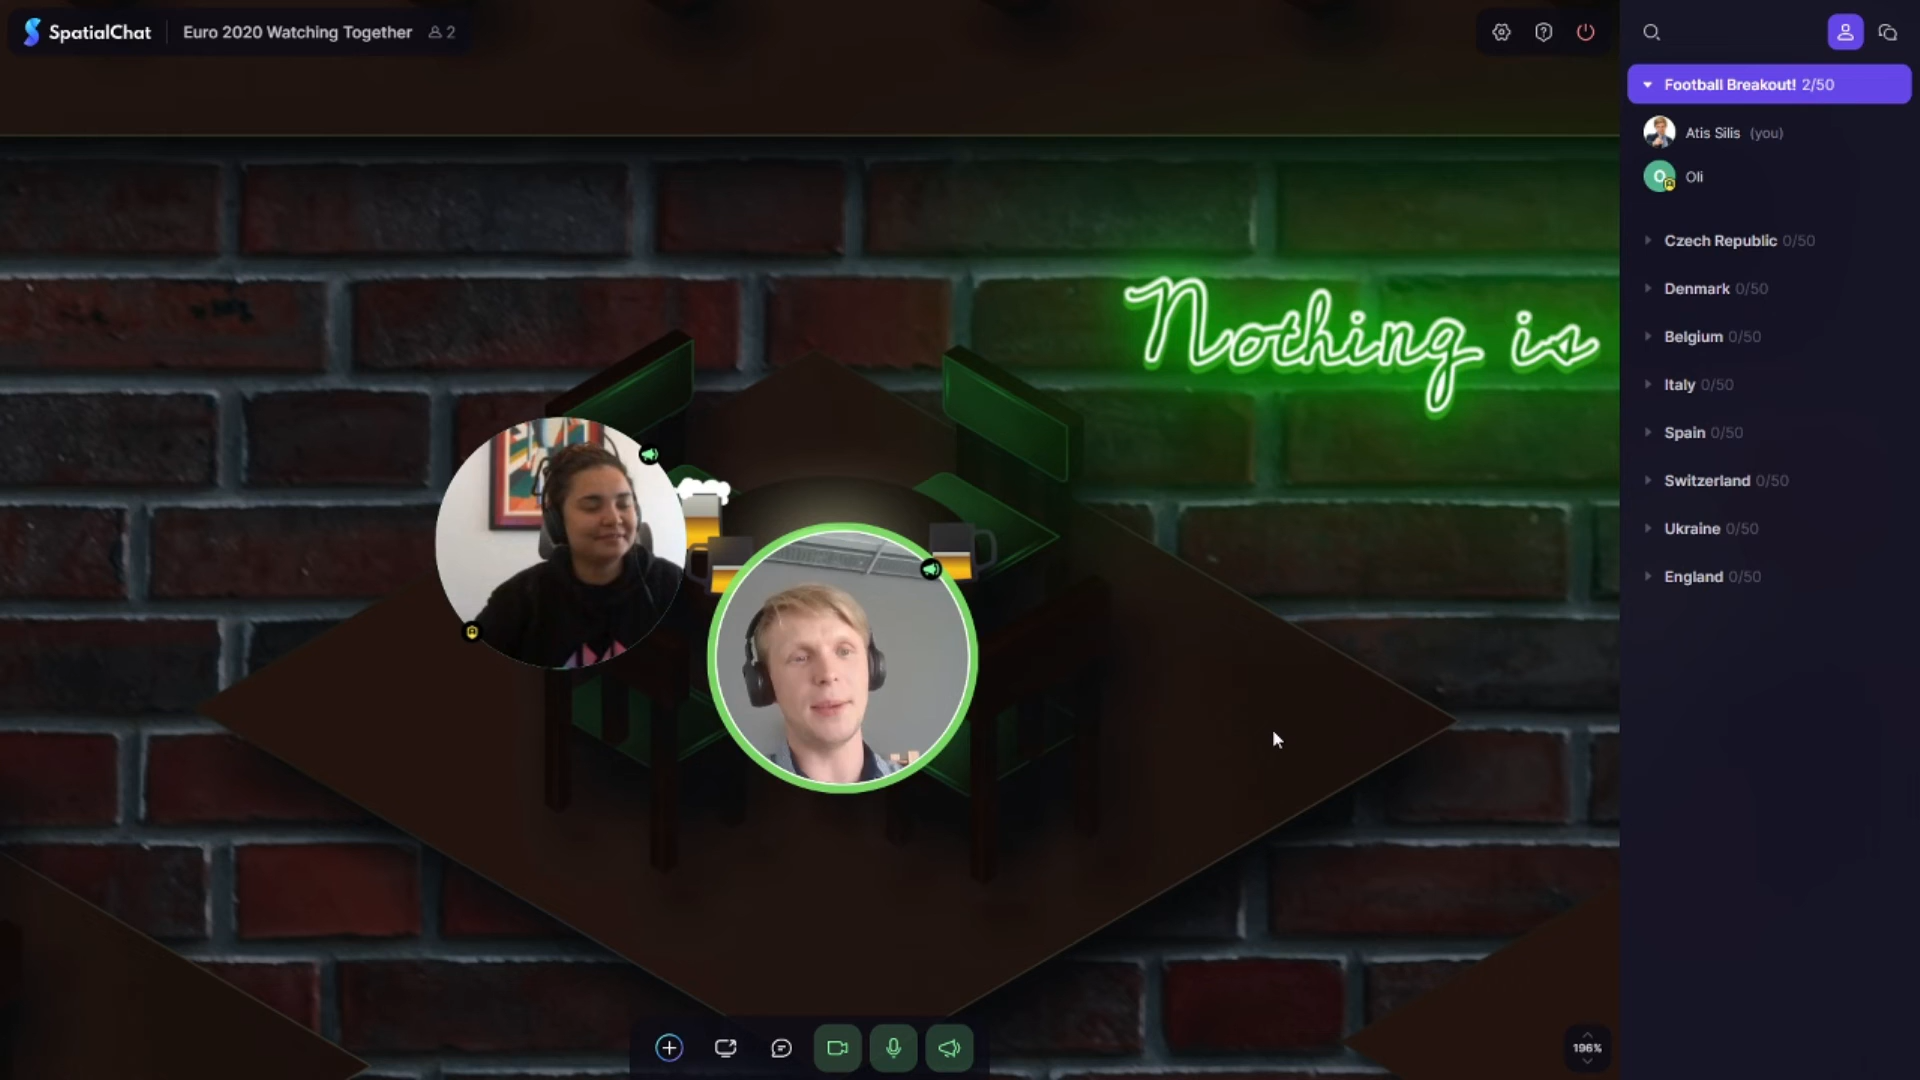 SpatialChat
Euro 2020 Watching Together
2
Football Breakout! 2/50
Atis Silis (you)
O
Oli
Czech Republic 0/50
Denmark 0/50
Belgium 0/50
Italy 0/50
Spain 0/50
Switzerland 0/50
Ukraine 0/50
England 0/50
Nothing is
196%